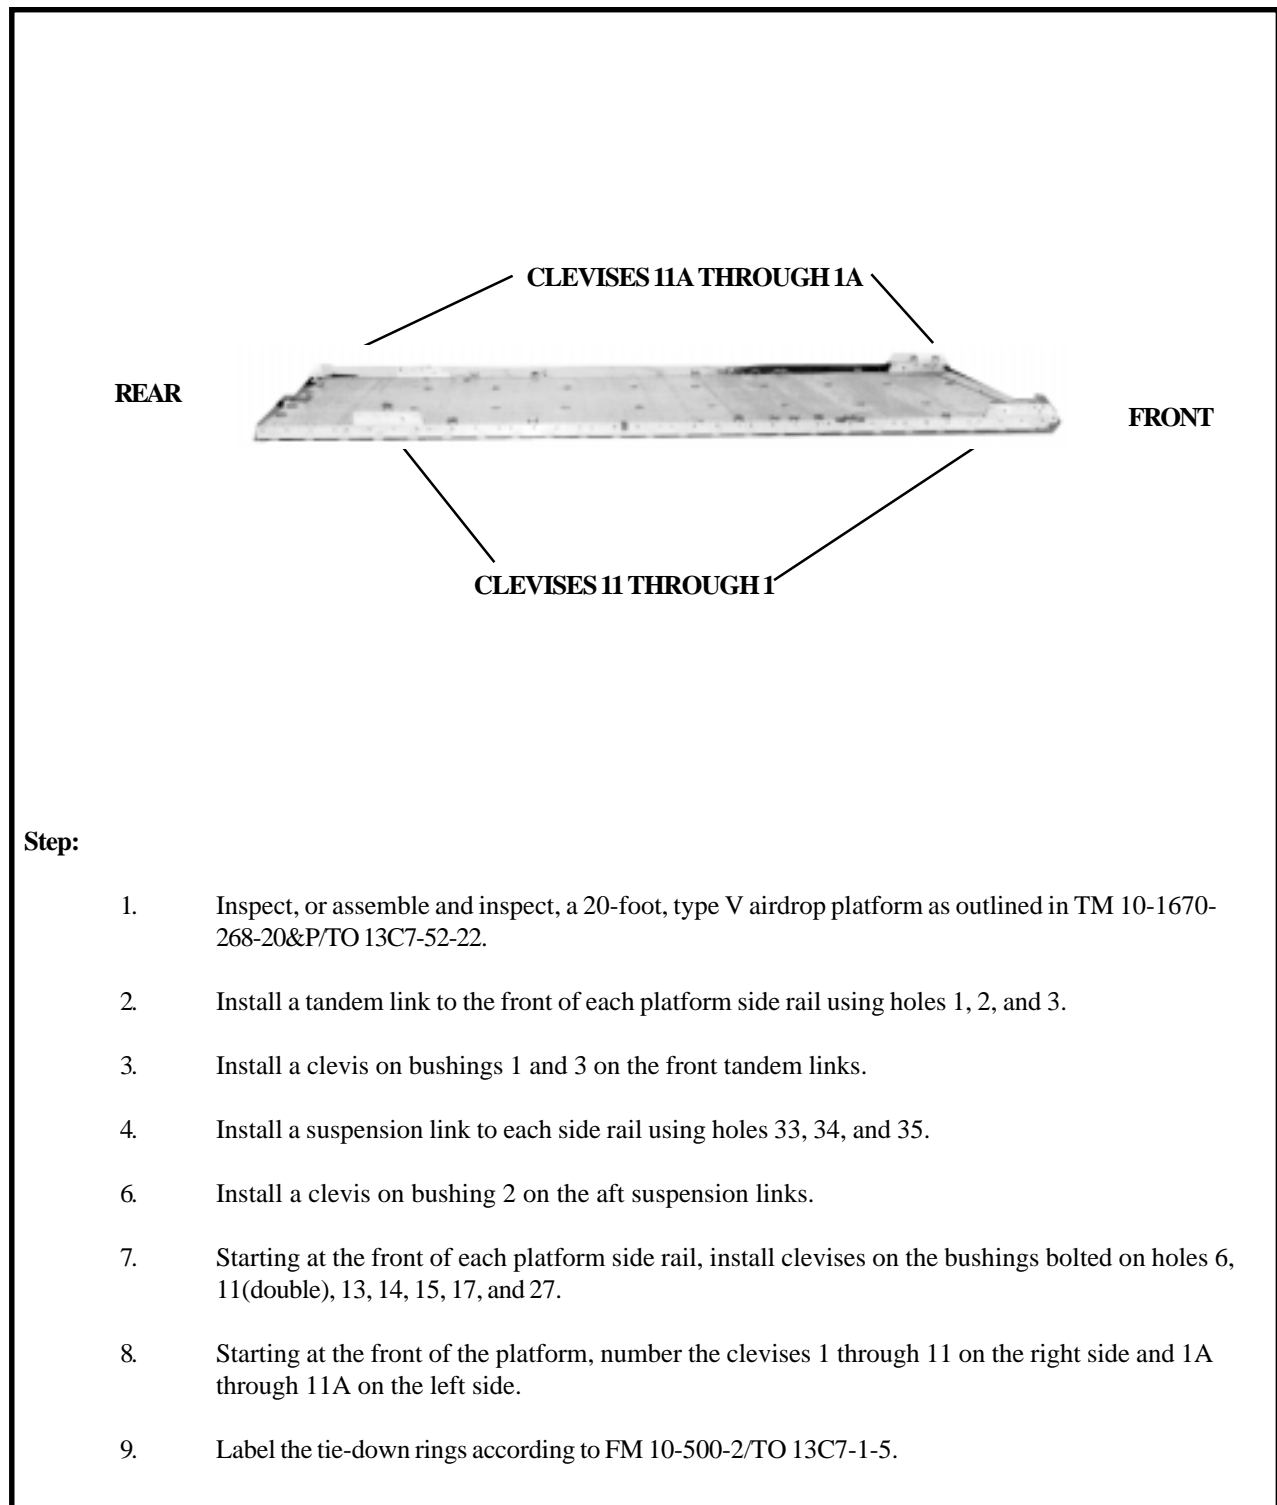 CLEVISES 11A THROUGH 1A
REAR
FRONT
CLEVISES 11 THROUGH 1
Step:
1. Inspect, or assemble and inspect, a 20-foot, type V airdrop platform as outlined in TM 10-1670-
268-20&P/TO 13C7-52-22.
2. Install a tandem link to the front of each platform side rail using holes 1, 2, and 3.
3. Install a clevis on bushings 1 and 3 on the front tandem links.
4. Install a suspension link to each side rail using holes 33, 34, and 35.
6. Install a clevis on bushing 2 on the aft suspension links.
7. Starting at the front of each platform side rail, install clevises on the bushings bolted on holes 6,
11(double), 13, 14, 15, 17, and 27.
8. Starting at the front of the platform, number the clevises 1 through 11 on the right side and 1A
through 11A on the left side.
9. Label the tie-down rings according to FM 10-500-2/TO 13C7-1-5.